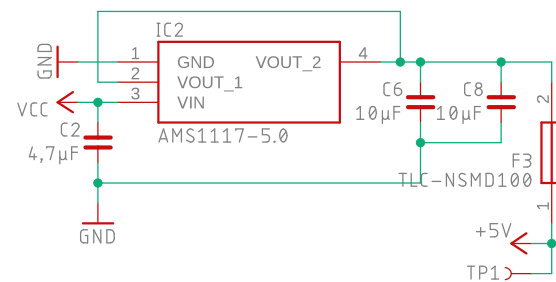 IC2
GND
1
2
3
GND
VOUT_1
VIN
VOUT_2
4
AMS1117-5.0
VCC
C2
4,7µF
C6
10µF
C8
10µF
2
F3
TLC-NSMD100
1
GND
+5V
TP1